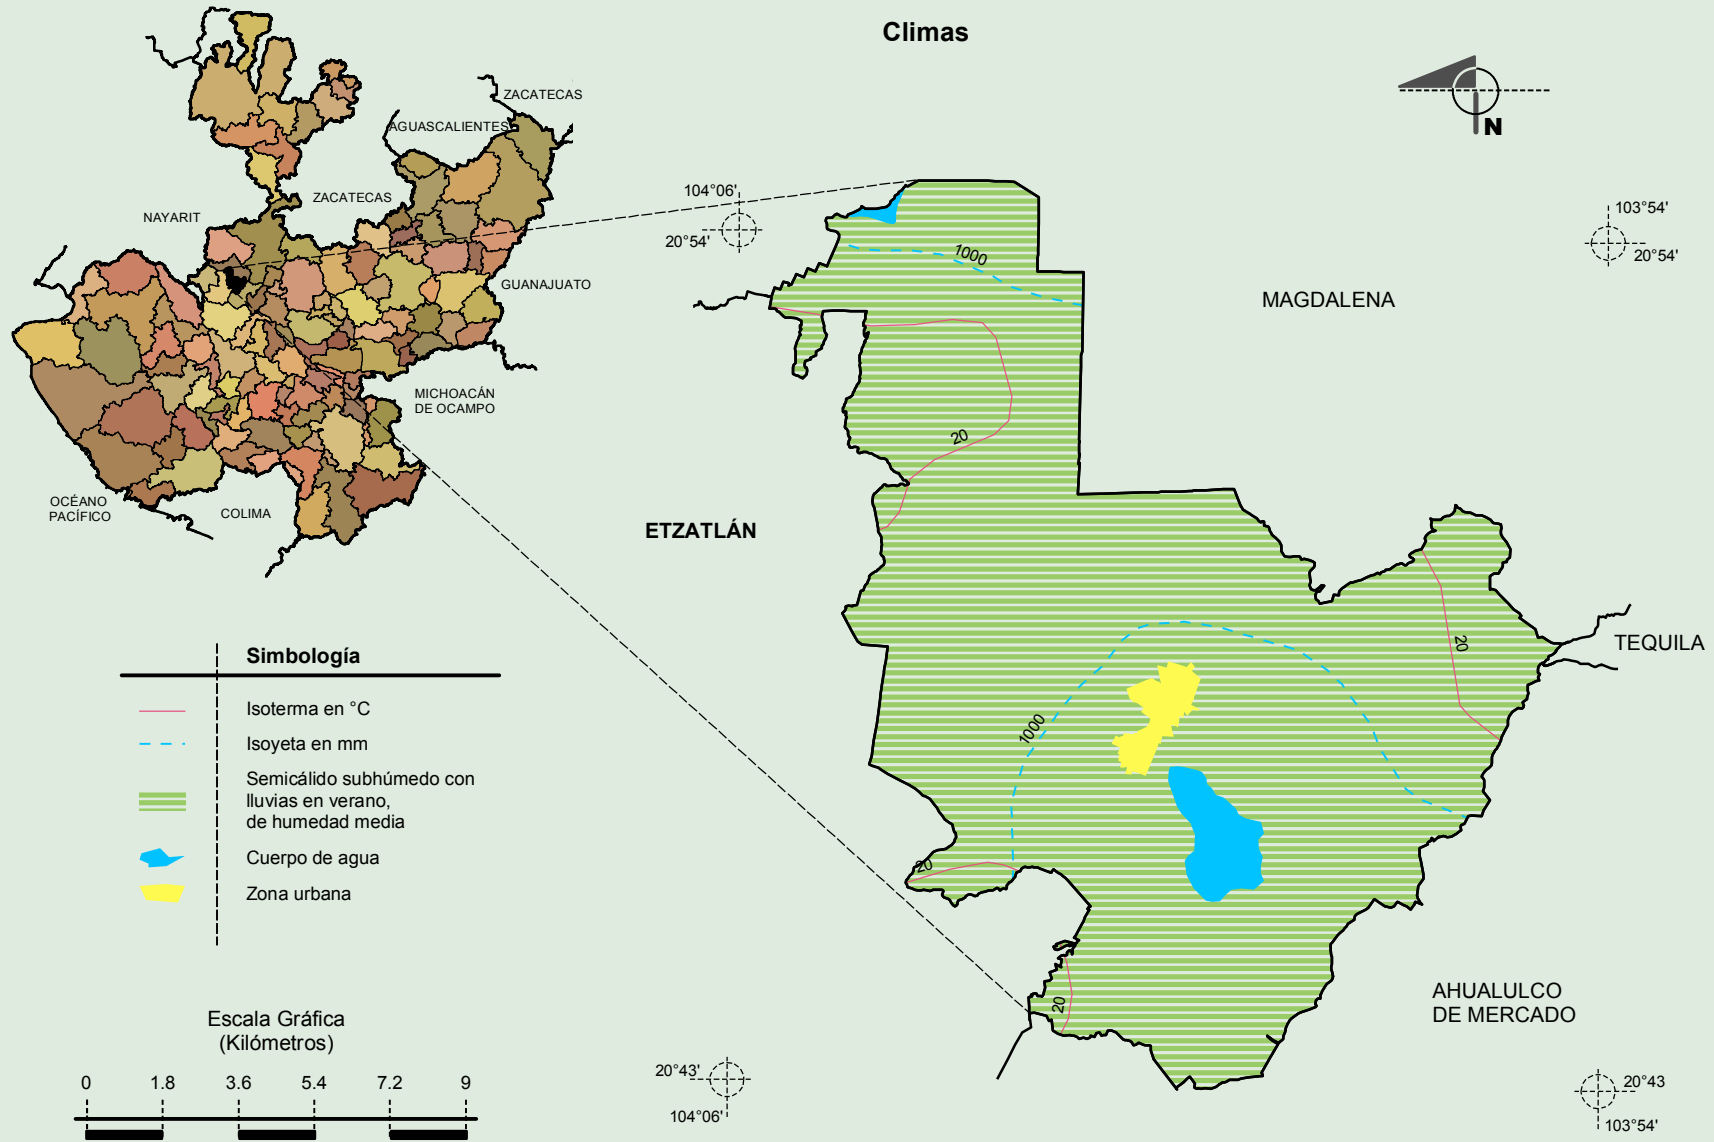 Climas
ZACATECAS
AGUASCALIENTES
ZACATECAS
NAYARIT
GUANAJUATO
MICHOACÁN
DE OCAMPO
OCÉANO
PACÍFICO
COLIMA
N
104°06'
20°54'
103°54'
20°54'
1000
MAGDALENA
20
ETZATLÁN
20
TEQUILA
1000
20
20
AHUALULCO
DE MERCADO
20°43'
104°06'
20°43
103°54'
Simbología
Isoterma en °C
Isoyeta en mm
Semicálido subhúmedo con
lluvias en verano,
de humedad media
Cuerpo de agua
Zona urbana
Escala Gráfica
(Kilómetros)
0 1.8 3.6 5.4 7.2 9